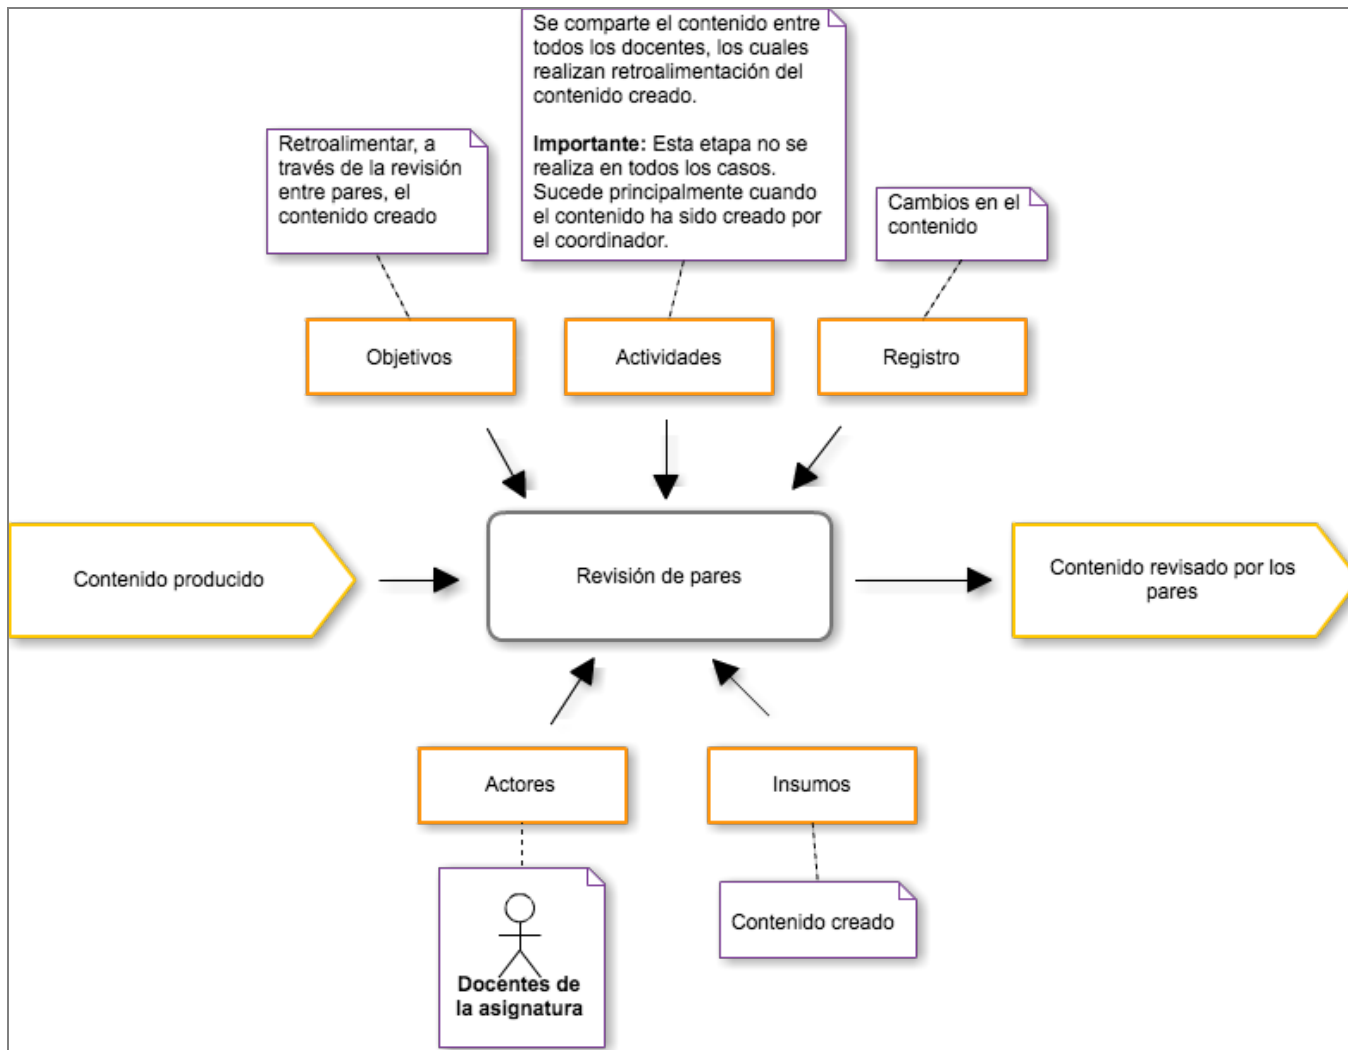 Se comparte el contenido entre
todos los docentes, los cuales
realizan retroalimentación del
contenido creado.
Importante: Esta etapa no se
realiza en todos los casos.
Sucede principalmente cuando
el contenido ha sido creado por
el coordinador.
Retroalimentar, a
través de la revisión
entre pares, el
contenido creado
Cambios en el
contenido
Objetivos
Actividades
Registro
Contenido producido
Revisión de pares
Contenido revisado por los
pares
Actores
Insumos
Docentes de
la asignatura
Contenido creado